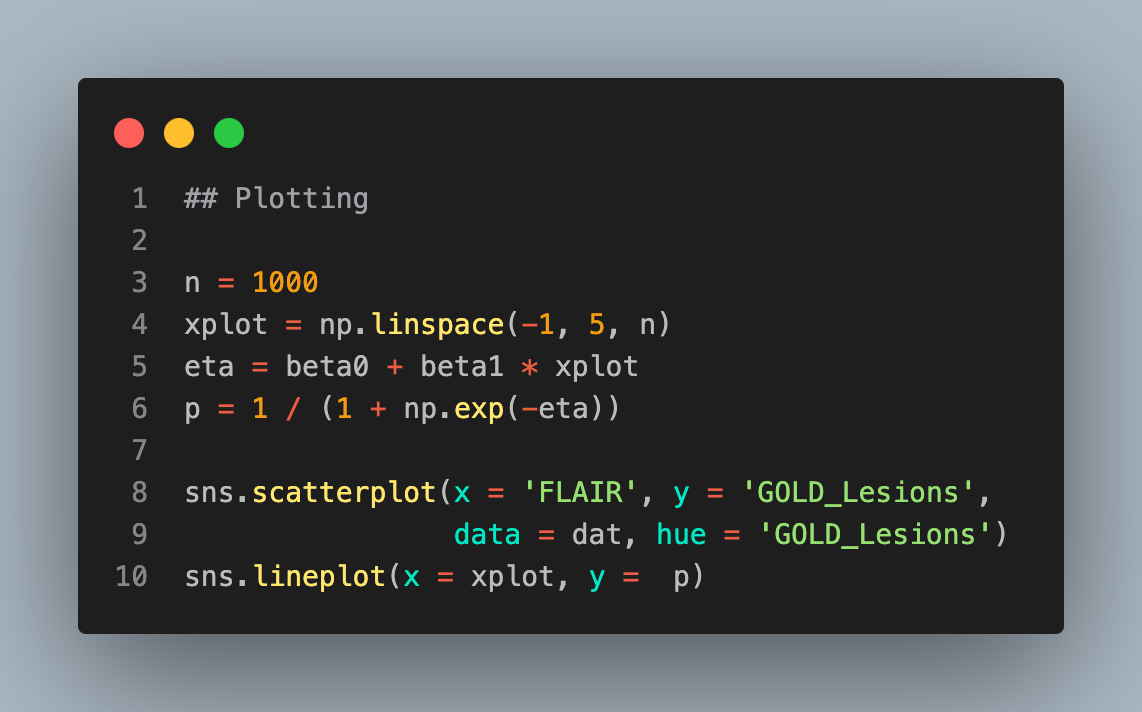 1 ## Plotting
2
3 n = 1000
4 xplot = np.linspace(-1, 5, n)
5 eta = beta0 + beta1 * xplot
6 p = 1 / (1 + np.exp(-eta))
7
8 sns.scatterplot(x = 'FLAIR', y = 'GOLD_Lesions',
9                 data = dat, hue = 'GOLD_Lesions')
10 sns.lineplot(x = xplot, y =  p)